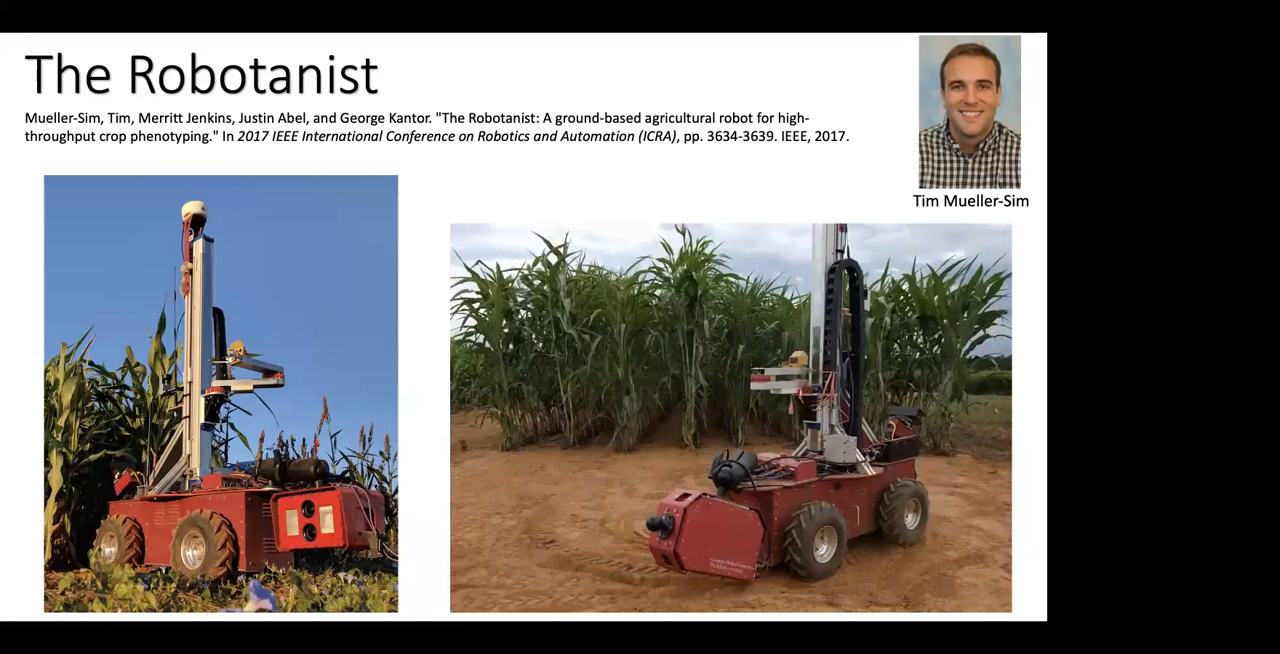 The Robotanist
Mueller-Sim, Tim, Merritt Jenkins, Justin Abel, and George Kantor. "The Robotanist: A ground-based agricultural robot for high-
throughput crop phenotyping." In 2017 IEEE International Conference on Robotics and Automation (ICRA), pp. 3634-3639. IEEE, 2017.
Tim Mueller-Sim